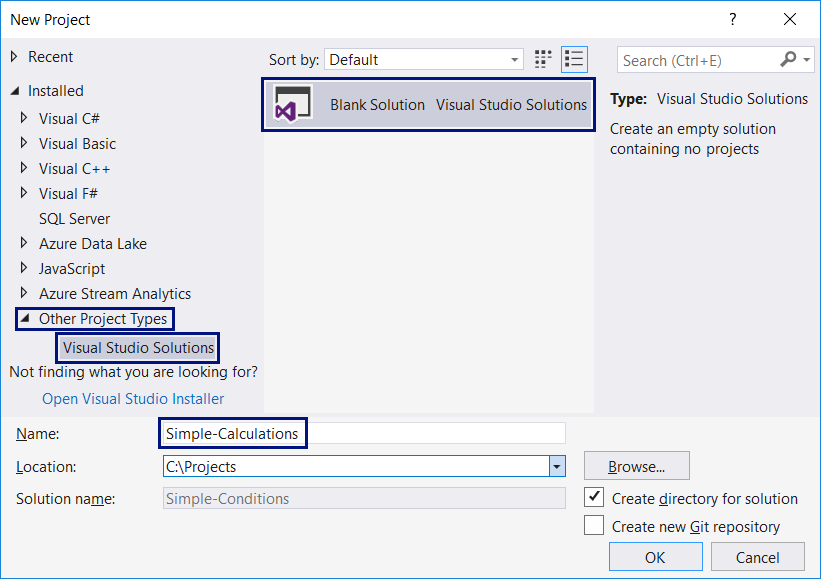 New Project ?
Recent
Installed
Visual C#
Visual Basic
Visual C++
Visual F#
SQL Server
Azure Data Lake
JavaScript
Azure Stream Analytics
Other Project Types
Visual Studio Solutions
Not finding what you are looking for?
Open Visual Studio Installer
Sort by: Default
Blank Solution Visual Studio Solutions
Search (Ctrl+E)
Type: Visual Studio Solutions
Create an empty solution
containing no projects
Name: Simple-Calculations
Location: C:\Projects Browse...
Solution name: Simple-Conditions
Create directory for solution
Create new Git repository
OK Cancel